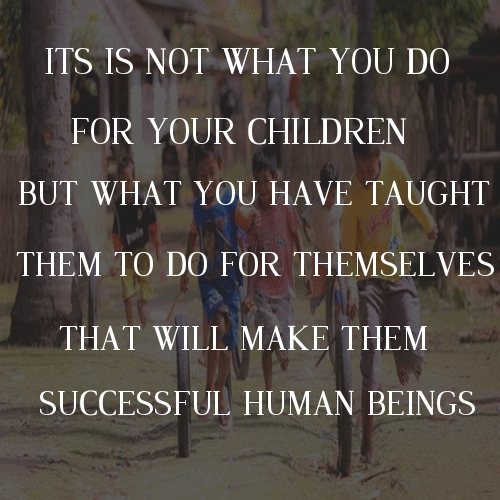 ITS IS NOT WHAT YOU DO
FOR YOUR CHILDREN
BUT WHAT YOU HAVE TAUGHT
THEM TO DO FOR THEMSELVES
THAT WILL MAKE THEM
SUCCESSFUL HUMAN BEINGS